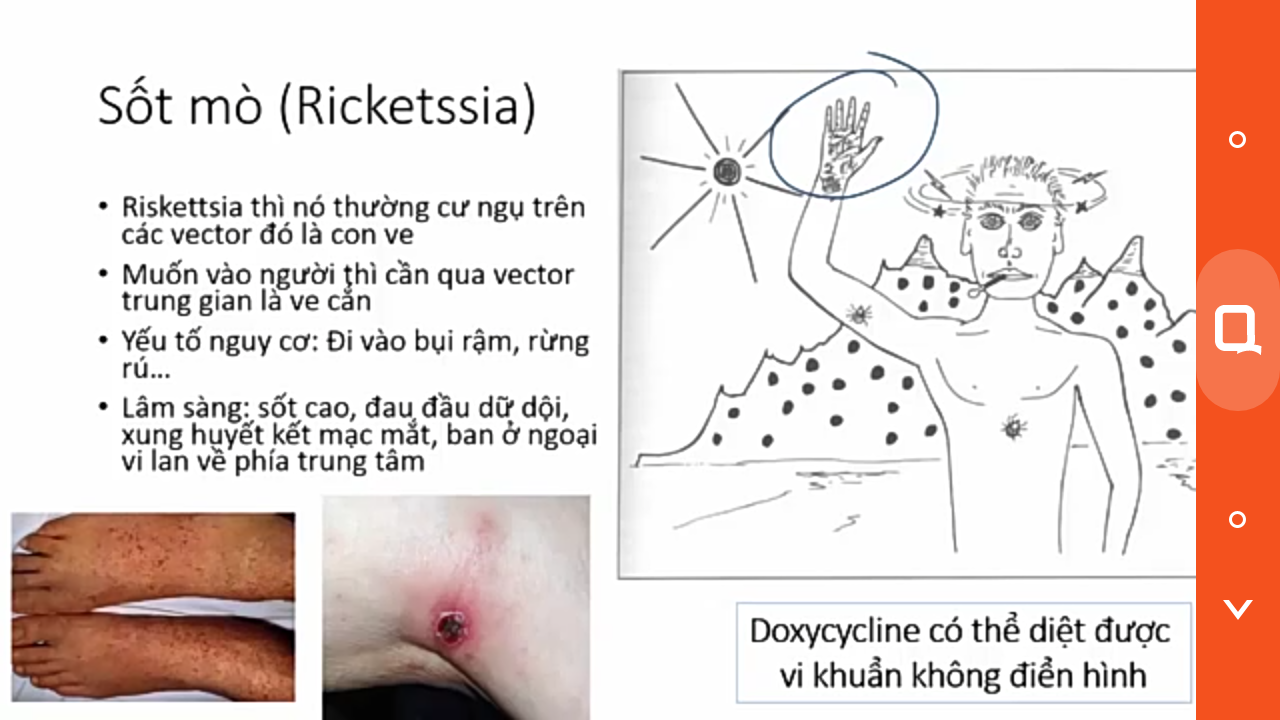 Sốt mò (Ricketssia)
• Riskettsia thì nó thường cư ngụ trên
các vector đó là con ve
• Muốn vào người thì cần qua vector
trung gian là ve cắn
• Yếu tố nguy cơ: Đi vào bụi rậm, rừng
rú...
• Lâm sàng: sốt cao, đau đầu dữ dội,
xung huyết kết mạc mắt, ban ở ngoại
vi lan về phía trung tâm
Doxycycline có thể diệt được
vi khuẩn không điển hình